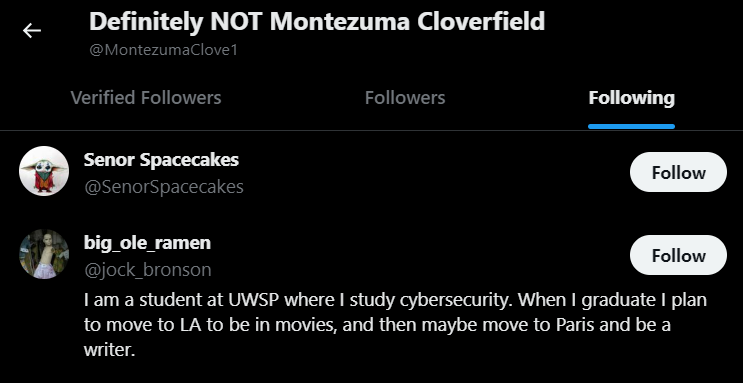 Definitely NOT Montezuma Cloverfield
@MontezumaClove1
Verified Followers Followers Following
Senor Spacecakes
@SenorSpacecakes
Follow
big_ole_ramen
@jock_bronson
Follow
I am a student at UWSP where I study cybersecurity. When I graduate I plan
to move to LA to be in movies, and then maybe move to Paris and be a
writer.